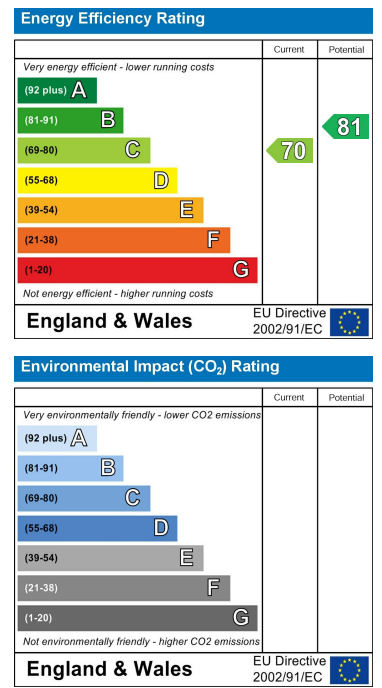 Energy Efficiency Rating
Current Potential
Very energy efficient - lower running costs
(92 plus) A
(81-91) B
81
(69-80) C
70
(55-68) D
(39-54) E
(21-38) F
(1-20) G
Not energy efficient - higher running costs
England & Wales
EU Directive
2002/91/EC
Environmental Impact (CO₂) Rating
Current Potential
Very environmentally friendly - lower CO2 emissions
(92 plus) A
(81-91) B
(69-80) C
(55-68) D
(39-54) E
(21-38) F
(1-20) G
Not environmentally friendly - higher CO2 emissions
England & Wales
EU Directive
2002/91/EC